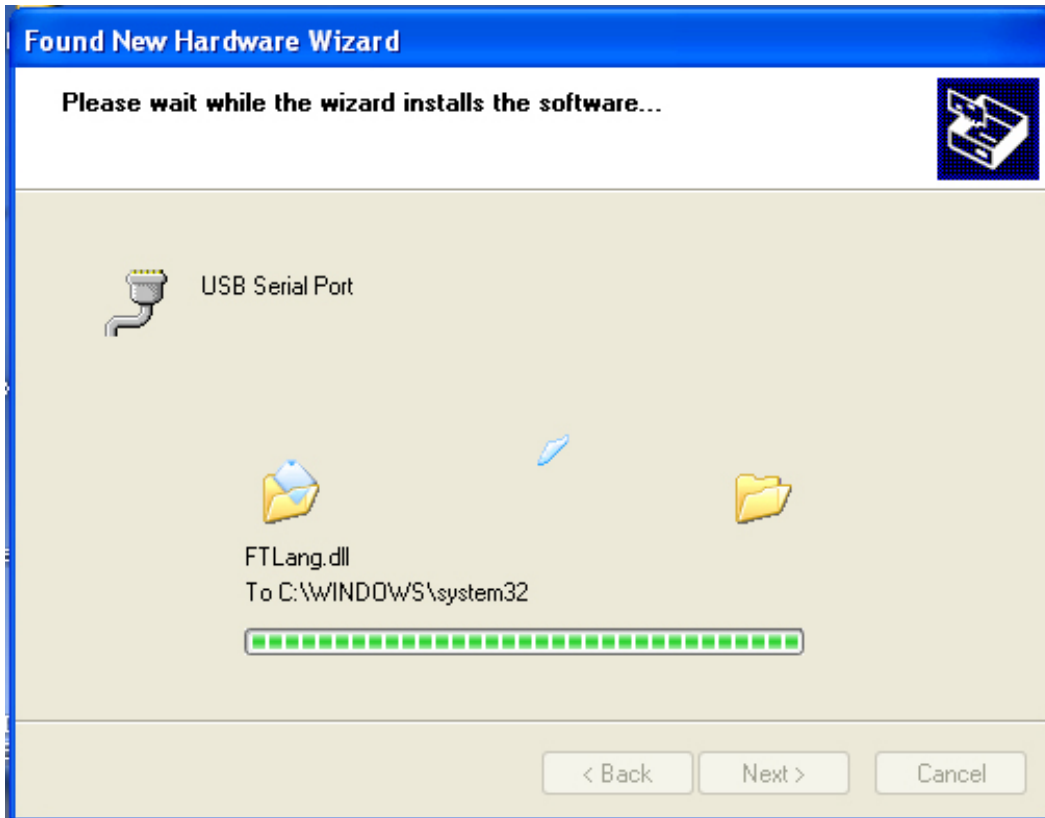 Found New Hardware Wizard
Please wait while the wizard installs the software...
USB Serial Port
FTLang.dll
To C:\WINDOWS\system32
< Back
Next >
Cancel